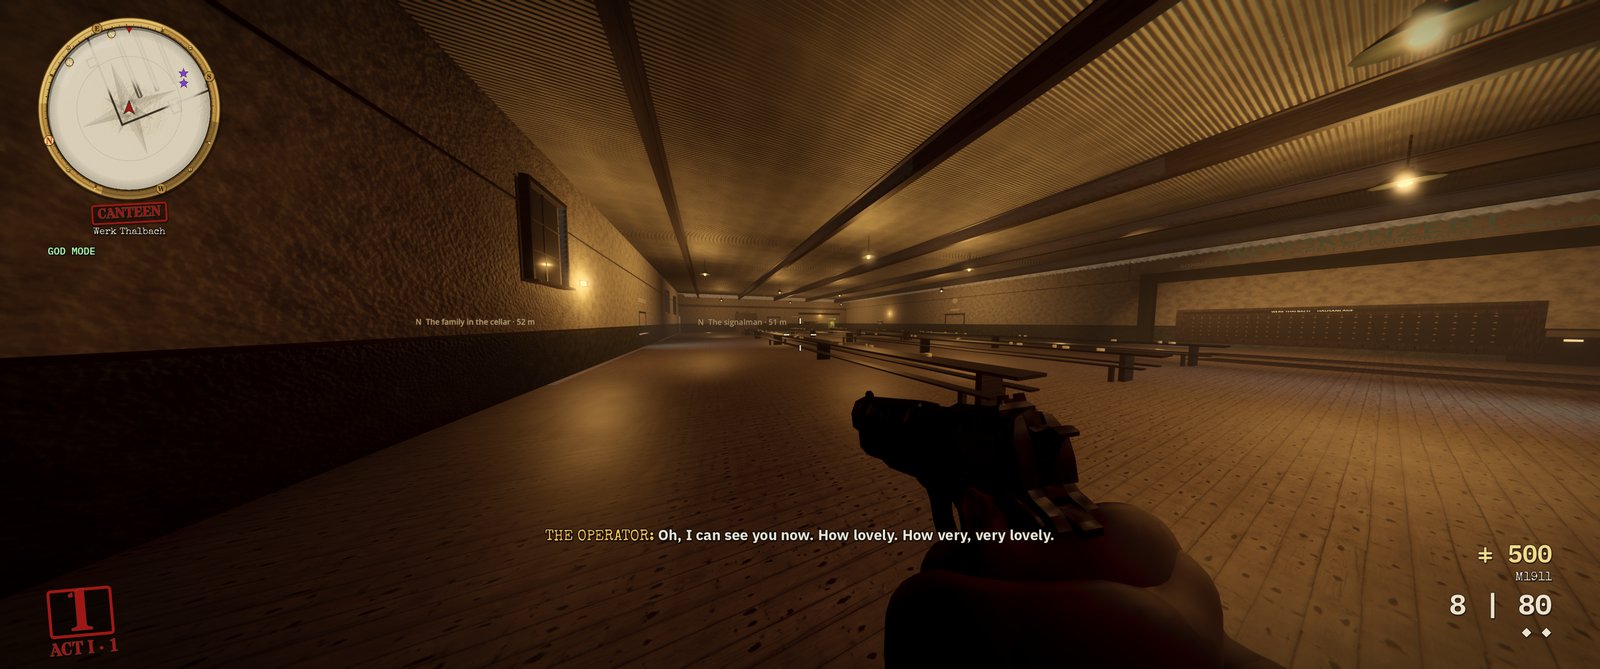 N
E
S
W
CANTEEN
Werk Thalbach
GOD MODE
N The family in the cellar · 52 m
N The signalman · 51 m
THE OPERATOR: Oh, I can see you now. How lovely. How very, very lovely.
500
M1911
8 | 80
1
ACT I · 1